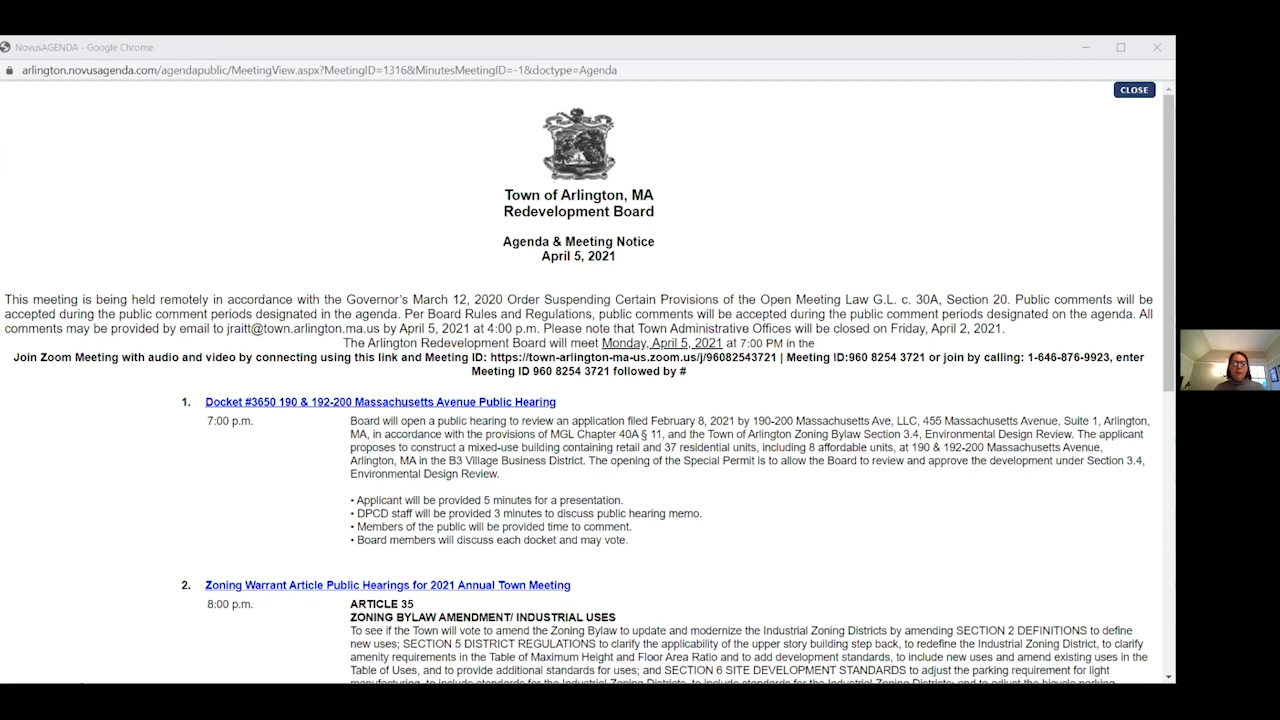 NovusAGENDA - Google Chrome
arlington.novusagenda.com/agendapublic/MeetingView.aspx?MeetingID=1316&MinutesMeetingID=-1&doctype=Agenda
CLOSE
Town of Arlington, MA
Redevelopment Board
Agenda & Meeting Notice
April 5, 2021
This meeting is being held remotely in accordance with the Governor's March 12, 2020 Order Suspending Certain Provisions of the Open Meeting Law G.L. c. 30A, Section 20. Public comments will be
accepted during the public comment periods designated in the agenda. Per Board Rules and Regulations, public comments will be accepted during the public comment periods designated on the agenda. All
comments may be provided by email to jraitt@town.arlington.ma.us by April 5, 2021 at 4:00 p.m. Please note that Town Administrative Offices will be closed on Friday, April 2, 2021.
The Arlington Redevelopment Board will meet Monday, April 5, 2021 at 7:00 PM in the
Join Zoom Meeting with audio and video by connecting using this link and Meeting ID: https://town-arlington-ma-us.zoom.us/j/96082543721 | Meeting ID:960 8254 3721 or join by calling: 1-646-876-9923, enter
Meeting ID 960 8254 3721 followed by #
1. Docket #3650 190 & 192-200 Massachusetts Avenue Public Hearing
7:00 p.m. Board will open a public hearing to review an application filed February 8, 2021 by 190-200 Massachusetts Ave, LLC, 455 Massachusetts Avenue, Suite 1, Arlington,
MA, in accordance with the provisions of MGL Chapter 40A § 11, and the Town of Arlington Zoning Bylaw Section 3.4, Environmental Design Review. The applicant
proposes to construct a mixed-use building containing retail and 37 residential units, including 8 affordable units, at 190 & 192-200 Massachusetts Avenue,
Arlington, MA in the B3 Village Business District. The opening of the Special Permit is to allow the Board to review and approve the development under Section 3.4,
Environmental Design Review.
• Applicant will be provided 5 minutes for a presentation.
• DPCD staff will be provided 3 minutes to discuss public hearing memo.
• Members of the public will be provided time to comment.
• Board members will discuss each docket and may vote.
2. Zoning Warrant Article Public Hearings for 2021 Annual Town Meeting
8:00 p.m. ARTICLE 35
ZONING BYLAW AMENDMENT/ INDUSTRIAL USES
To see if the Town will vote to amend the Zoning Bylaw to update and modernize the Industrial Zoning Districts by amending SECTION 2 DEFINITIONS to define
new uses; SECTION 5 DISTRICT REGULATIONS to clarify the applicability of the upper story building step back, to redefine the Industrial Zoning District, to clarify
amenity requirements in the Table of Maximum Height and Floor Area Ratio and to add development standards, to include new uses and amend existing uses in the
Table of Uses, and to provide additional standards for uses; and SECTION 6 SITE DEVELOPMENT STANDARDS to adjust the parking requirement for light
manufacturing, to include standards for the Industrial Zoning Districts, to include standards for the Industrial Zoning Districts; and to adjust the bicycle parking